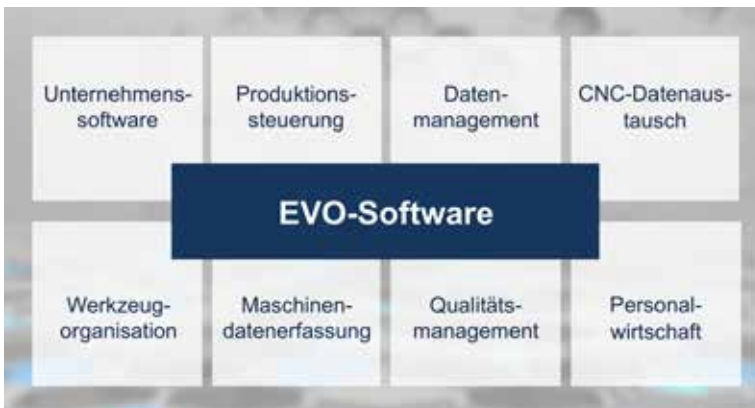 Unternehmens-
software
Produktions-
steuerung
Daten-
management
CNC-Datenaus-
tausch
EVO-Software
Werkzeug-
organisation
Maschinen-
datenerfassung
Qualitäts-
management
Personal-
wirtschaft